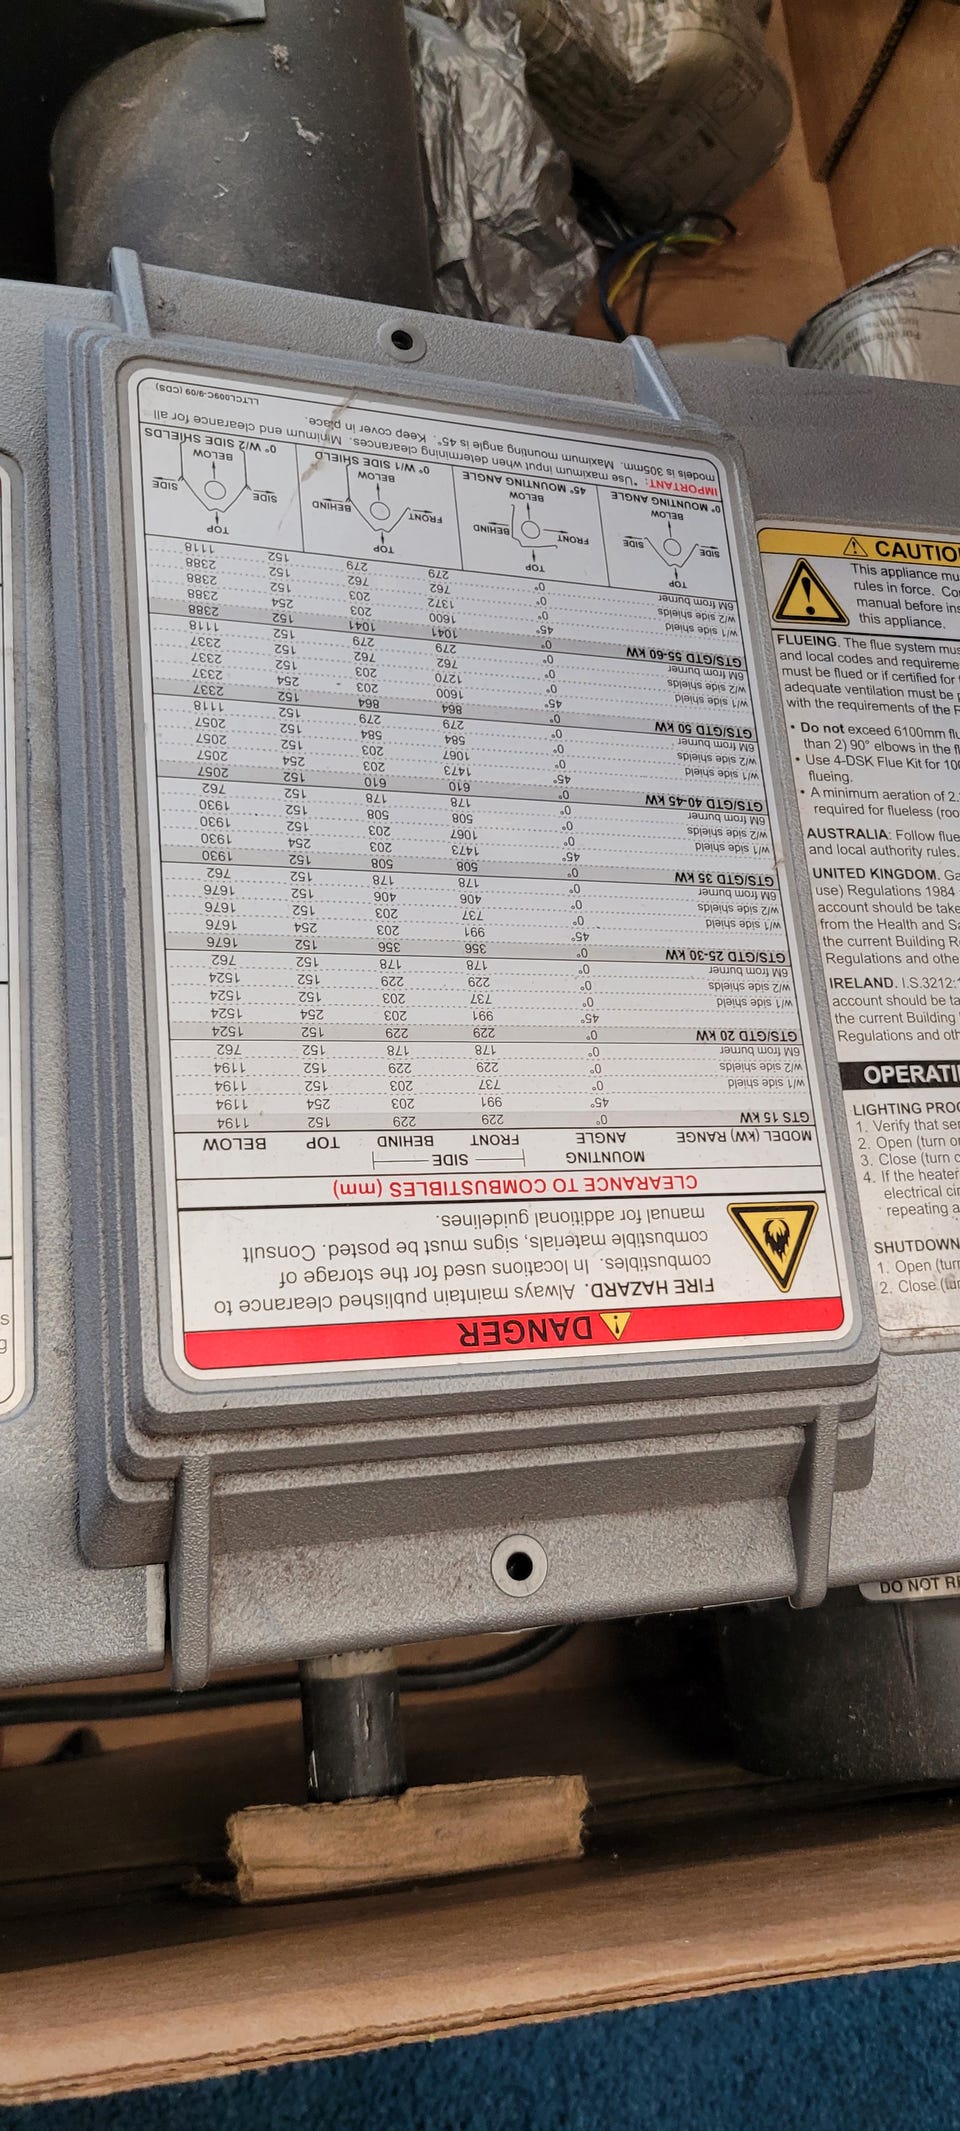 DANGER
FIRE HAZARD. Always maintain published clearance to
combustibles. In locations used for the storage of
combustible materials, signs must be posted. Consult
manual for additional guidelines.
CLEARANCE TO COMBUSTIBLES (mm)
MOUNTING SIDE
MODEL (kW) RANGE ANGLE FRONT BEHIND TOP BELOW
GTS 15 kW 0° 229 229 152 1194
45° 991 203 254 1194
w/1 side shield 0° 737 203 152 1194
w/2 side shields 0° 229 229 152 1194
6M from burner 0° 178 178 152 762
GTS/GTD 20 kW 0° 229 229 152 1524
45° 991 203 254 1524
w/1 side shield 0° 737 203 152 1524
w/2 side shields 0° 229 229 152 1524
6M from burner 0° 178 178 152 762
GTS/GTD 25-30 kW 0° 356 356 152 1676
45° 991 203 254 1676
w/1 side shield 0° 737 203 152 1676
w/2 side shields 0° 406 406 152 1676
6M from burner 0° 178 178 152 762
GTS/GTD 35 kW 0° 508 508 152 1930
45° 1473 203 254 1930
w/1 side shield 0° 1067 203 152 1930
w/2 side shields 0° 508 508 152 1930
6M from burner 0° 178 178 152 762
GTS/GTD 40-45 kW 0° 610 610 152 2057
45° 1473 203 254 2057
w/1 side shield 0° 1067 203 152 2057
w/2 side shields 0° 584 584 152 2057
6M from burner 0° 279 279 152 1118
GTS/GTD 50 kW 0° 864 864 152 2337
45° 1600 203 254 2337
w/1 side shield 0° 1270 203 152 2337
w/2 side shields 0° 762 762 152 2337
6M from burner 0° 279 279 152 1118
GTS/GTD 55-60 kW 0° 1041 1041 152 2388
45° 1600 203 254 2388
w/1 side shield 0° 1372 203 152 2388
w/2 side shields 0° 762 762 152 2388
6M from burner 0° 279 279 152 1118
TOP TOP TOP TOP
SIDE SIDE FRONT BEHIND FRONT BEHIND SIDE SIDE
BELOW BELOW BELOW BELOW
0° MOUNTING ANGLE 45° MOUNTING ANGLE 0° W/1 SIDE SHIELD 0° W/2 SIDE SHIELDS
IMPORTANT: *Use maximum input when determining clearances. Minimum end clearance for all
models is 305mm. Maximum mounting angle is 45°. Keep cover in place.
LLTCL009C-9/09 (CDS)
CAUTIO
This appliance mu
rules in force. Co
manual before ins
this appliance.
FLUEING. The flue system mus
and local codes and requireme
must be flued or if certified for
adequate ventilation must be p
with the requirements of the
• Do not exceed 6100mm flu
than 2) 90° elbows in the fl
• Use 4-DSK Flue Kit for 10
flueing.
• A minimum aeration of 2.
required for flueless (roo
AUSTRALIA: Follow flue
and local authority rules.
UNITED KINGDOM. Ga
use) Regulations 1984
account should be take
from the Health and Sa
the current Building R
Regulations and othe
IRELAND. I.S.3212:
account should be ta
the current Building
Regulations and oth
OPERATI
LIGHTING PROC
1. Verify that ser
2. Open (turn or
3. Close (turn c
4. If the heater
electrical cir
repeating a
SHUTDOWN
1. Open (turn
2. Close (tur
DO NOT RE